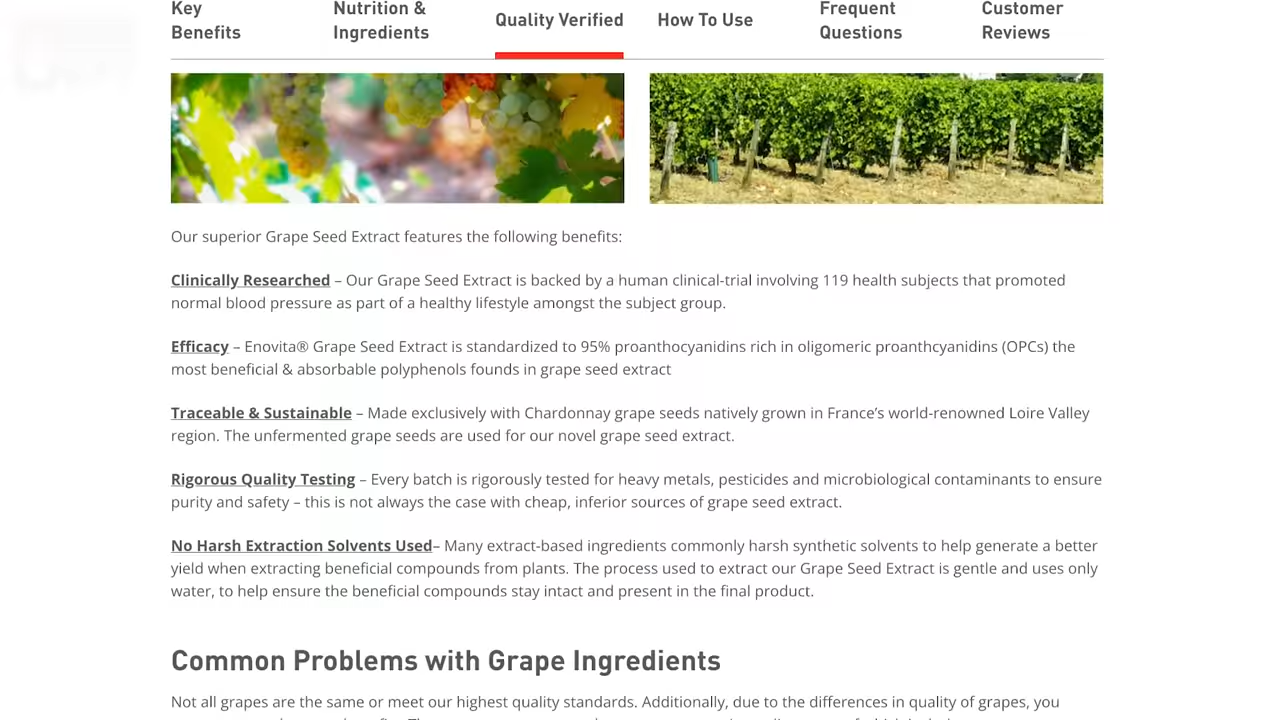 Key Benefits
Nutrition & Ingredients
Quality Verified
How To Use
Frequent Questions
Customer Reviews
Our superior Grape Seed Extract features the following benefits:
Clinically Researched – Our Grape Seed Extract is backed by a human clinical-trial involving 119 health subjects that promoted
normal blood pressure as part of a healthy lifestyle amongst the subject group.
Efficacy – Enovita® Grape Seed Extract is standardized to 95% proanthocyanidins rich in oligomeric proanthcyanidins (OPCs) the
most beneficial & absorbable polyphenols founds in grape seed extract
Traceable & Sustainable – Made exclusively with Chardonnay grape seeds natively grown in France’s world-renowned Loire Valley
region. The unfermented grape seeds are used for our novel grape seed extract.
Rigorous Quality Testing – Every batch is rigorously tested for heavy metals, pesticides and microbiological contaminants to ensure
purity and safety – this is not always the case with cheap, inferior sources of grape seed extract.
No Harsh Extraction Solvents Used– Many extract-based ingredients commonly harsh synthetic solvents to help generate a better
yield when extracting beneficial compounds from plants. The process used to extract our Grape Seed Extract is gentle and uses only
water, to help ensure the beneficial compounds stay intact and present in the final product.
Common Problems with Grape Ingredients
Not all grapes are the same or meet our highest quality standards. Additionally, due to the differences in quality of grapes, you